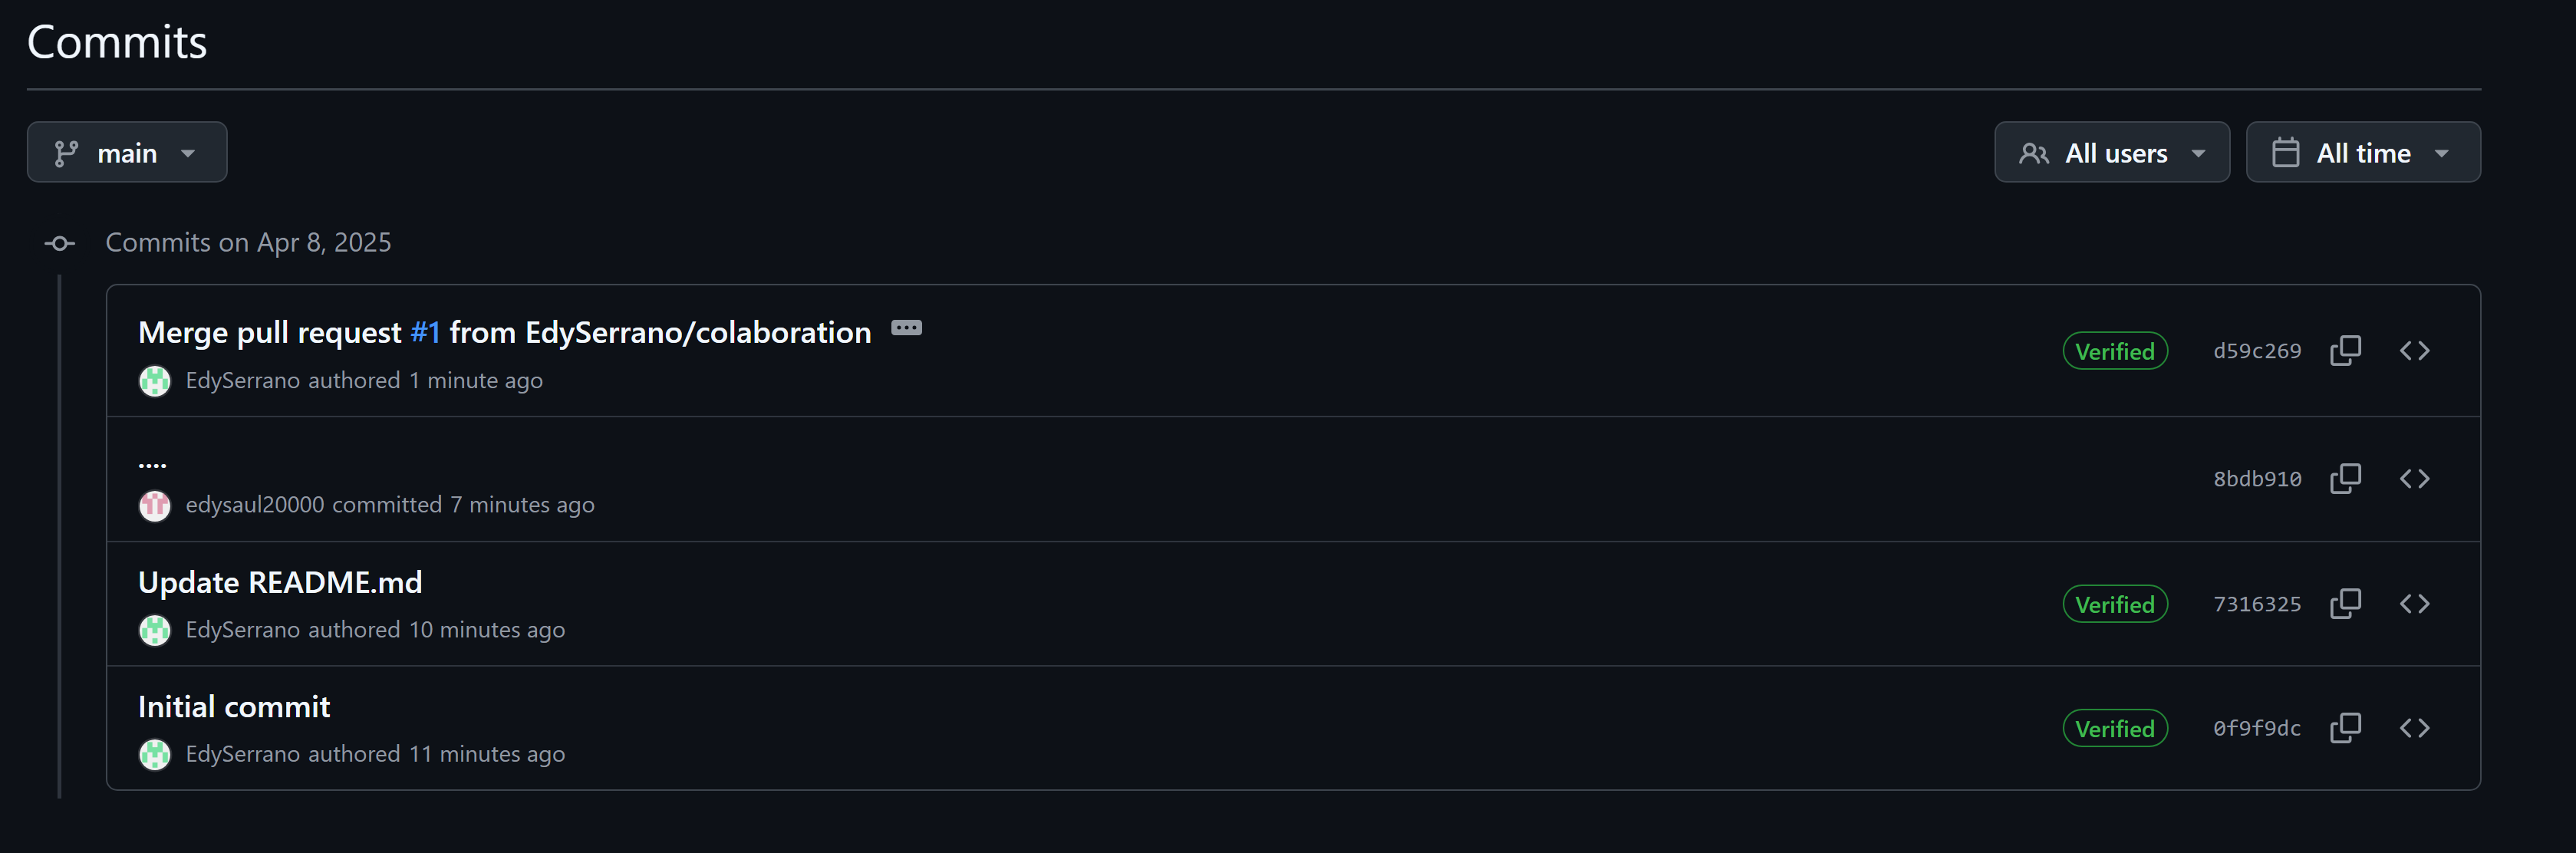 Commits
main
All users
All time
Commits on Apr 8, 2025
Merge pull request #1 from EdySerrano/colaboration
EdySerrano authored 1 minute ago
Verified
d59c269
....
edysaul20000 committed 7 minutes ago
8bdb910
Update README.md
EdySerrano authored 10 minutes ago
Verified
7316325
Initial commit
EdySerrano authored 11 minutes ago
Verified
0f9f9dc